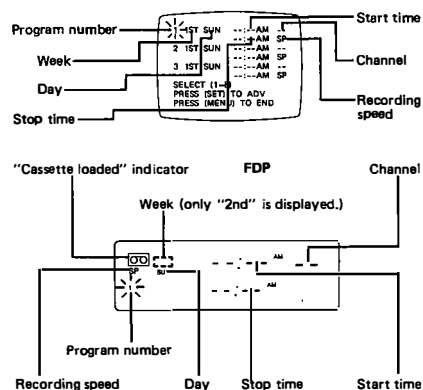 Program number
Week
Day
Stop time
Start time
Channel
Recording
speed
1 1ST SUN --:--AM --
--:--AM SP
2 1ST SUN --:--AM --
--:--AM SP
3 1ST SUN --:--AM --
--:--AM SP
PRESS (SET) TO ADV
PRESS (MENU) TO END
"Cassette loaded" indicator
FDP
Channel
Week (only "2nd" is displayed.)
SP
SU
1
AM
AM
Program number
Recording speed
Day
Stop time
Start time